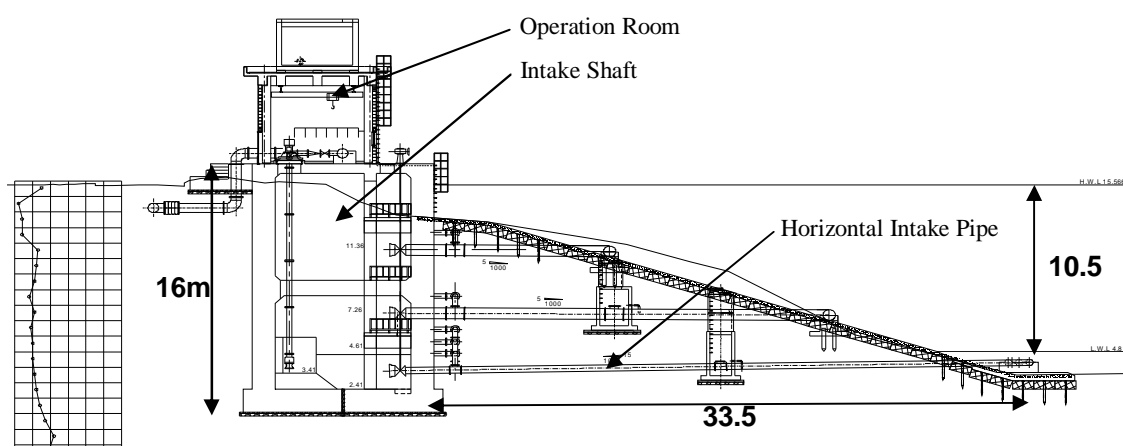 Operation Room
Intake Shaft
H.W.L 15.566
Horizontal Intake Pipe
11.36
5
1000
16m
10.5
5
1000
7.26
4.61
L.W.L 4.8
3.41
2.41
33.5